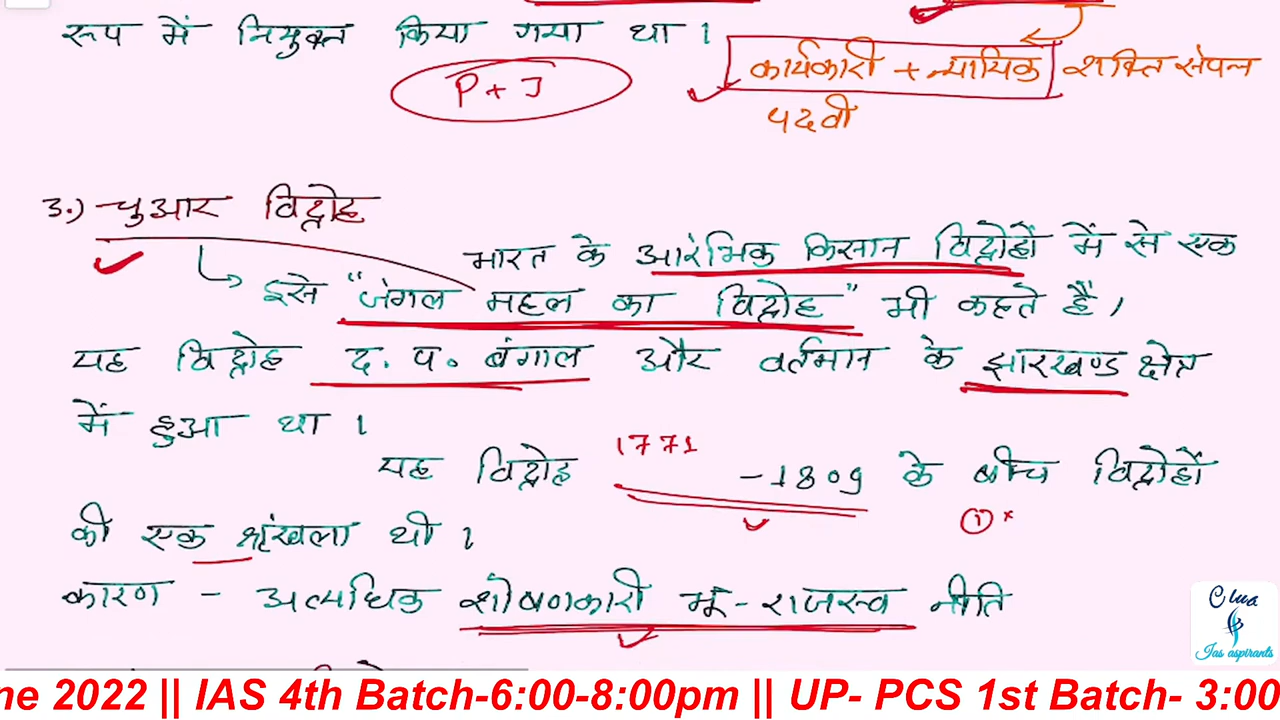 रूप में नियुक्त किया गया था।
कार्यकारी + न्यायिक शक्ति संपन्न
पदवी
P + J
3.) चुआर विद्रोह
भारत के आरंभिक किसान विद्रोहों में से एक
इसे "जंगल महल का विद्रोह" भी कहते हैं।
यह विद्रोह द. प. बंगाल और वर्तमान के झारखण्ड क्षेत्र
में हुआ था।
यह विद्रोह 1771 -1809 के बीच विद्रोहों
की एक श्रृंखला थी।
कारण - अत्यधिक शोषणकारी भू-राजस्व नीति
Ias aspirants
ne 2022 || IAS 4th Batch-6:00-8:00pm || UP- PCS 1st Batch- 3:00